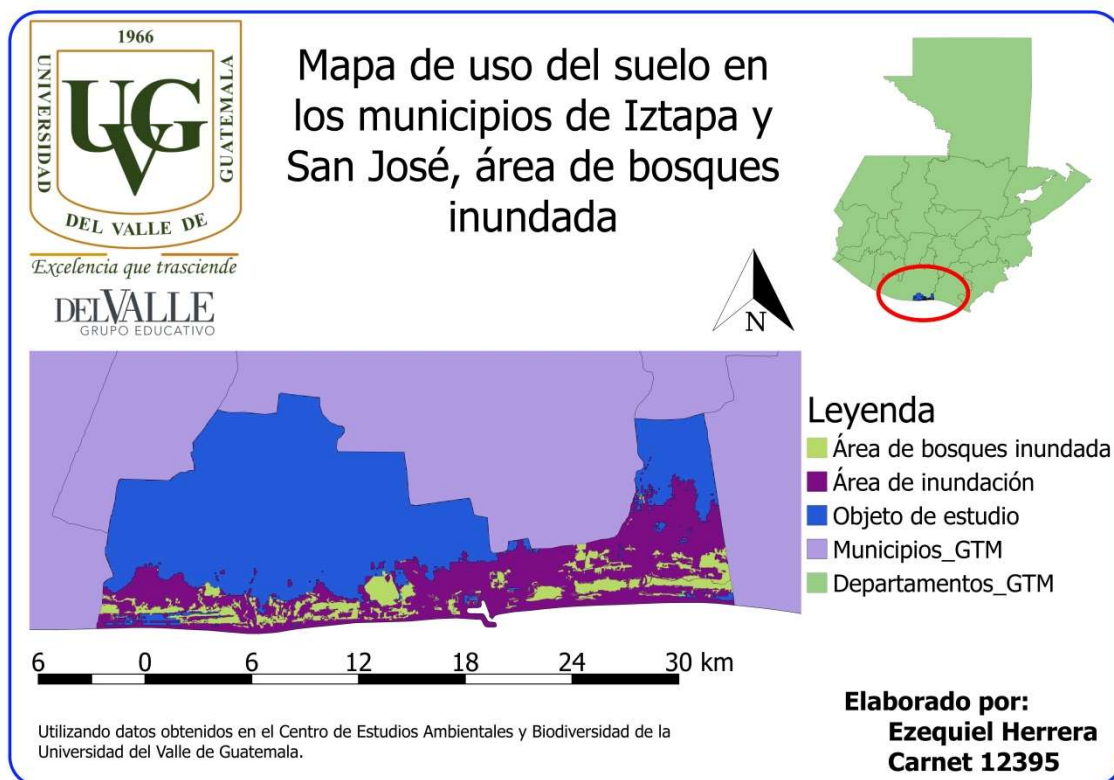 1966
UNIVERSIDAD
GUATEMALA
UVG
DEL VALLE DE
Excelencia que trasciende
DELVALLE
GRUPO EDUCATIVO
Mapa de uso del suelo en
los municipios de Iztapa y
San José, área de bosques
inundada
N
Leyenda
Área de bosques inundada
Área de inundación
Objeto de estudio
Municipios_GTM
Departamentos_GTM
6 0 6 12 18 24 30 km
Utilizando datos obtenidos en el Centro de Estudios Ambientales y Biodiversidad de la
Universidad del Valle de Guatemala.
Elaborado por:
Ezequiel Herrera
Carnet 12395